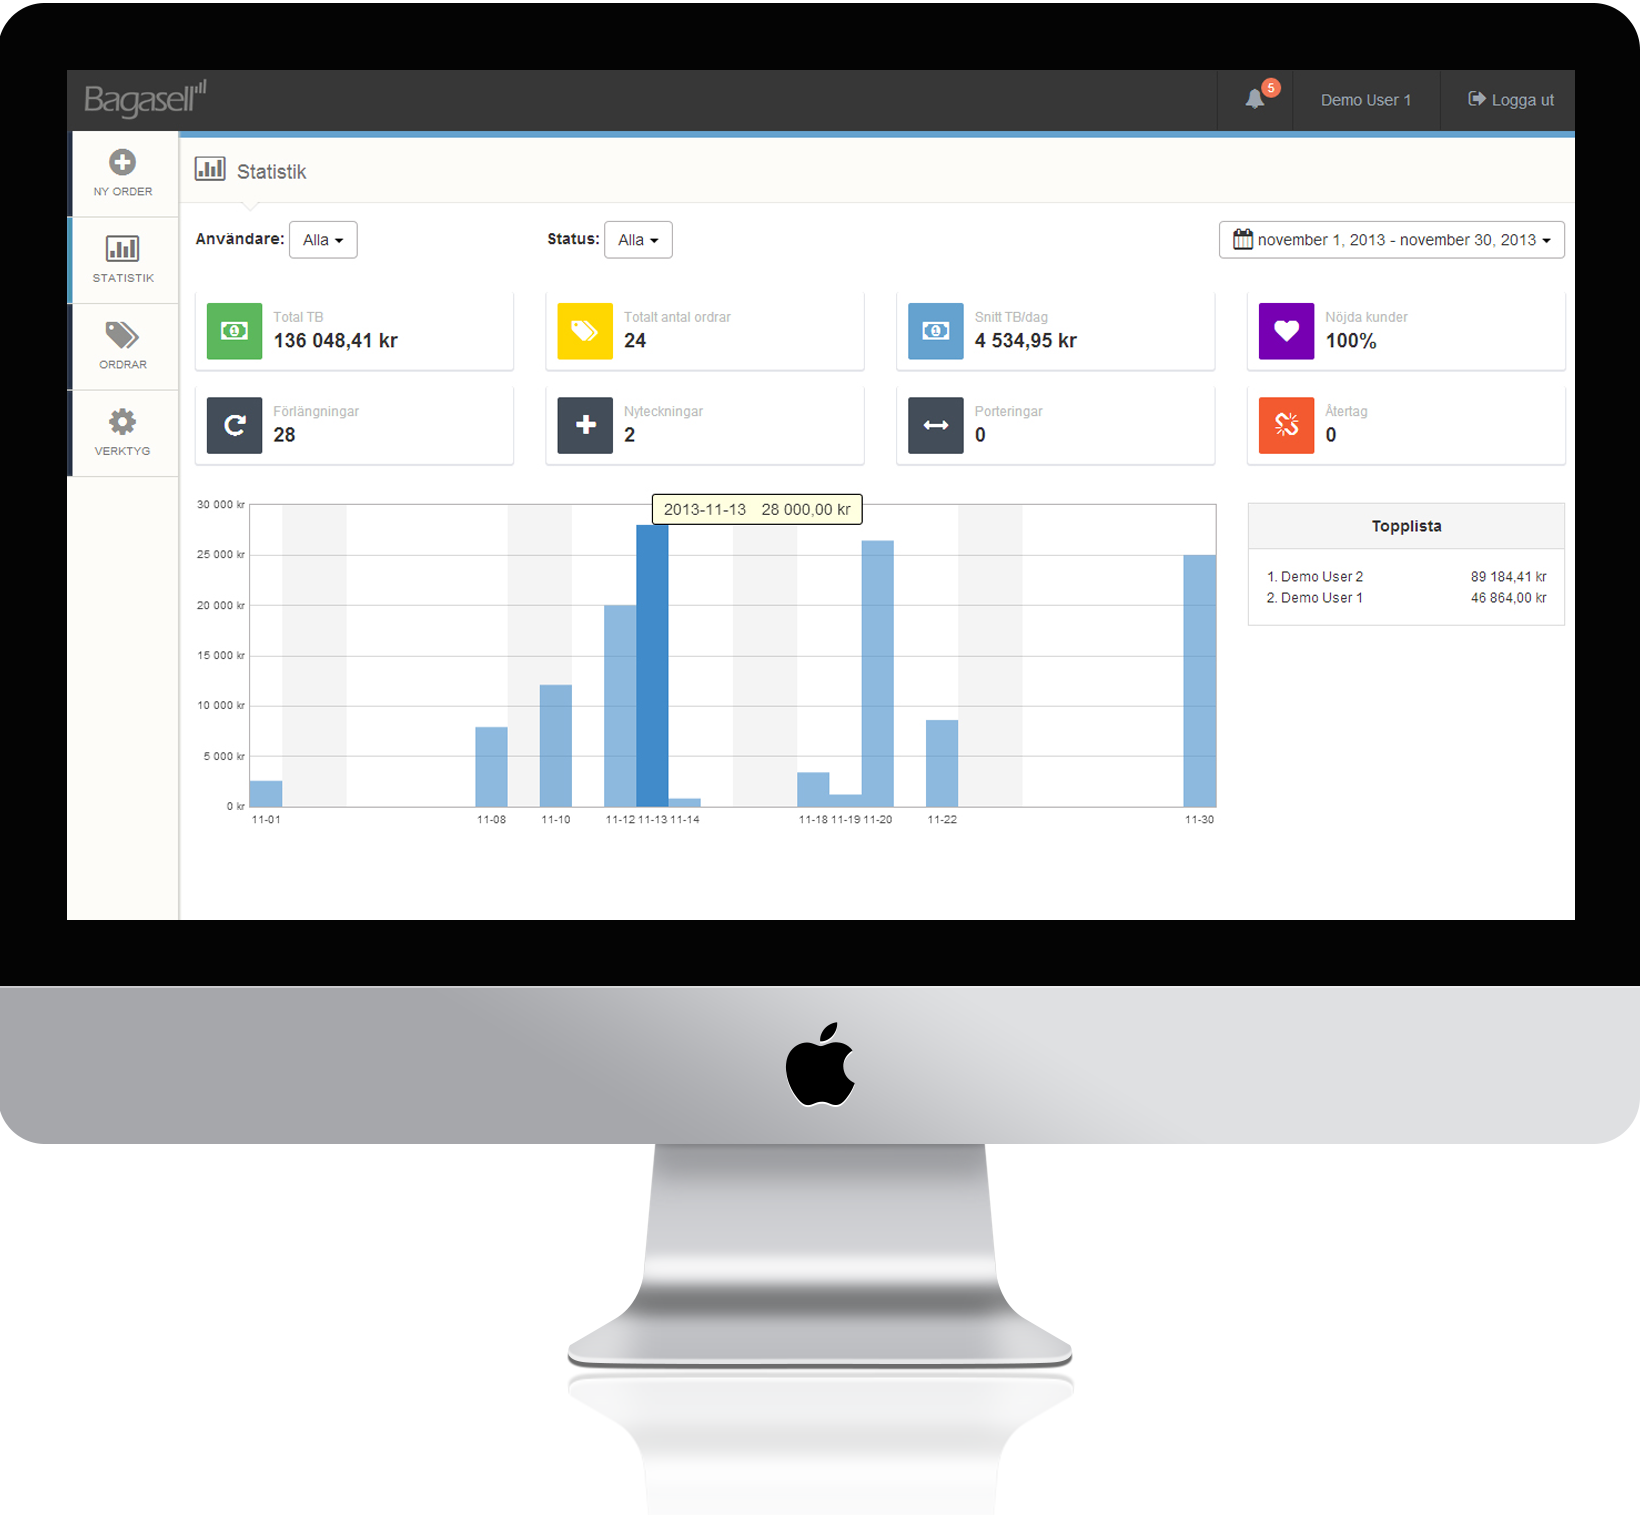 Bagasell
5
Demo User 1
Logga ut
NY ORDER
STATISTIK
ORDRAR
VERKTYG
Statistik
Användare: Alla
Status: Alla
november 1, 2013 - november 30, 2013
Total TB
136 048,41 kr
Totalt antal ordrar
24
Snitt TB/dag
4 534,95 kr
Nöjda kunder
100%
Förlängningar
28
Nyteckningar
2
Porteringar
0
Återtag
0
2013-11-13 28 000,00 kr
30 000 kr
25 000 kr
20 000 kr
15 000 kr
10 000 kr
5 000 kr
0 kr
11-01 11-08 11-10 11-12 11-13 11-14 11-18 11-19 11-20 11-22 11-30
Topplista
1. Demo User 2 89 184,41 kr
2. Demo User 1 46 864,00 kr